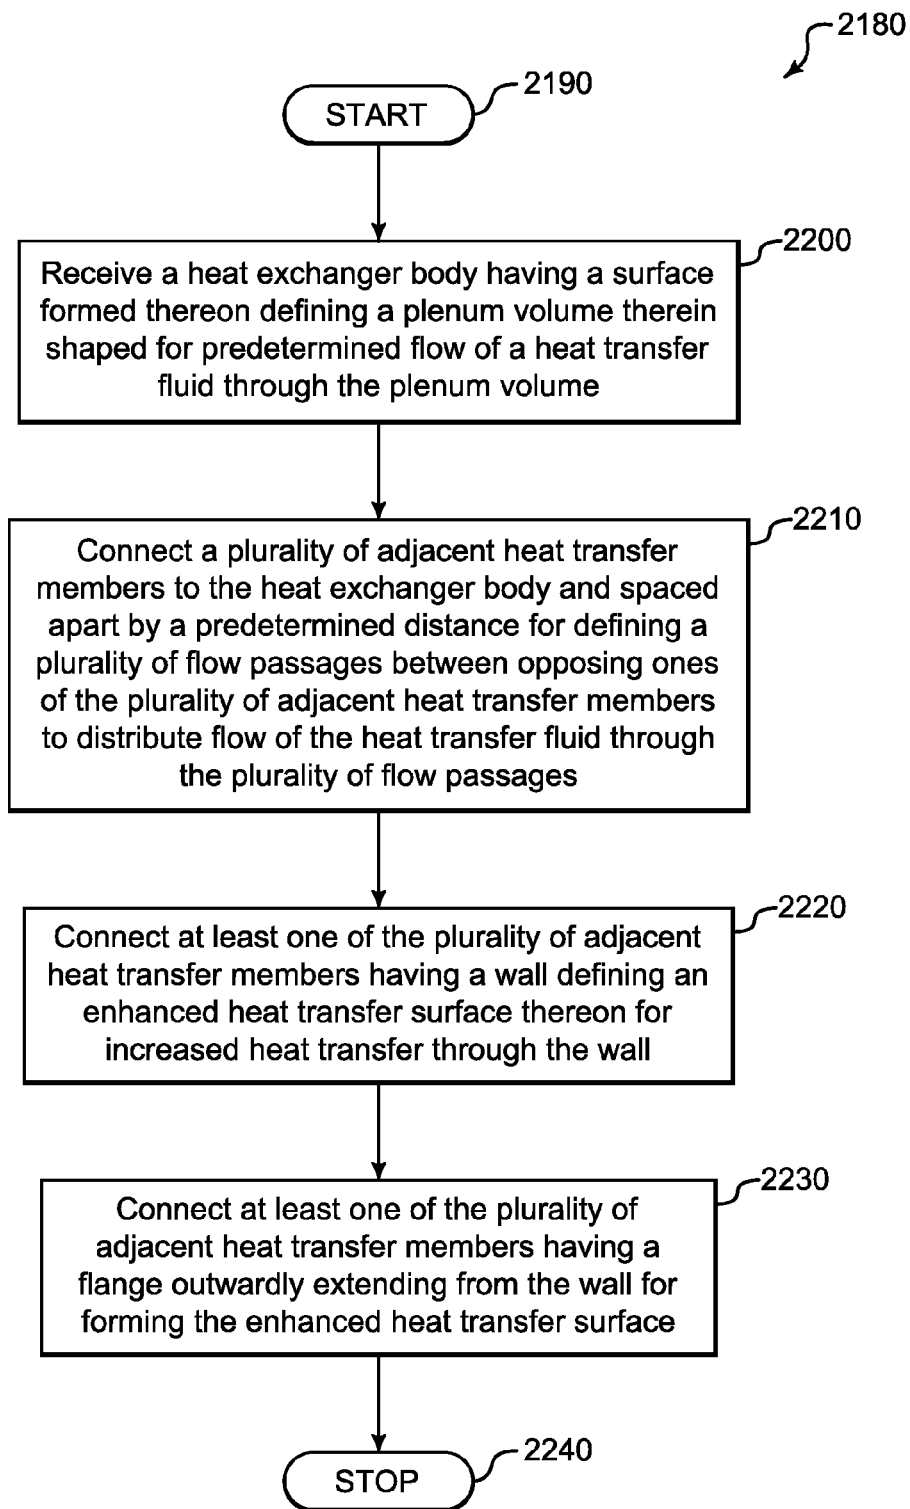 2180
START
2190
2200
Receive a heat exchanger body having a surface
formed thereon defining a plenum volume therein
shaped for predetermined flow of a heat transfer
fluid through the plenum volume
2210
Connect a plurality of adjacent heat transfer
members to the heat exchanger body and spaced
apart by a predetermined distance for defining a
plurality of flow passages between opposing ones
of the plurality of adjacent heat transfer members
to distribute flow of the heat transfer fluid through
the plurality of flow passages
2220
Connect at least one of the plurality of adjacent
heat transfer members having a wall defining an
enhanced heat transfer surface thereon for
increased heat transfer through the wall
2230
Connect at least one of the plurality of
adjacent heat transfer members having a
flange outwardly extending from the wall for
forming the enhanced heat transfer surface
2240
STOP